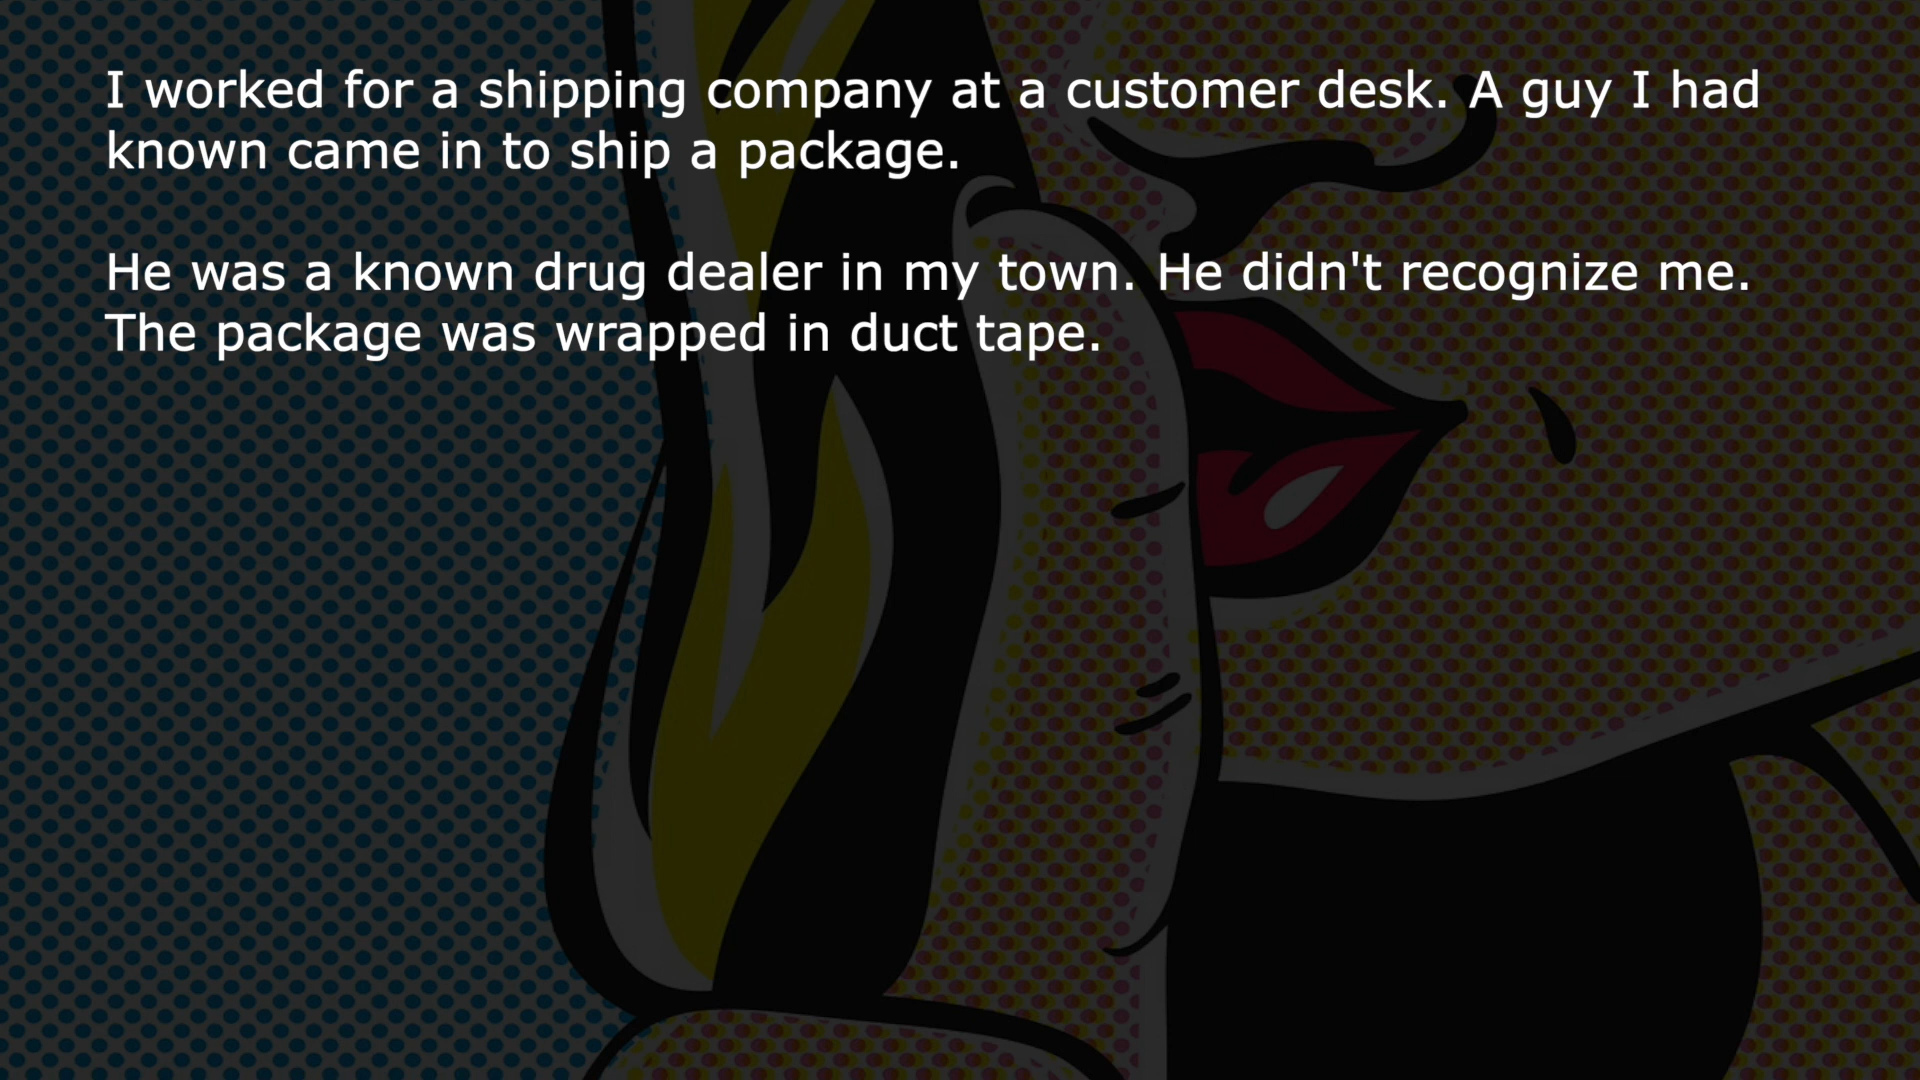 I worked for a shipping company at a customer desk. A guy I had
known came in to ship a package.
He was a known drug dealer in my town. He didn't recognize me.
The package was wrapped in duct tape.